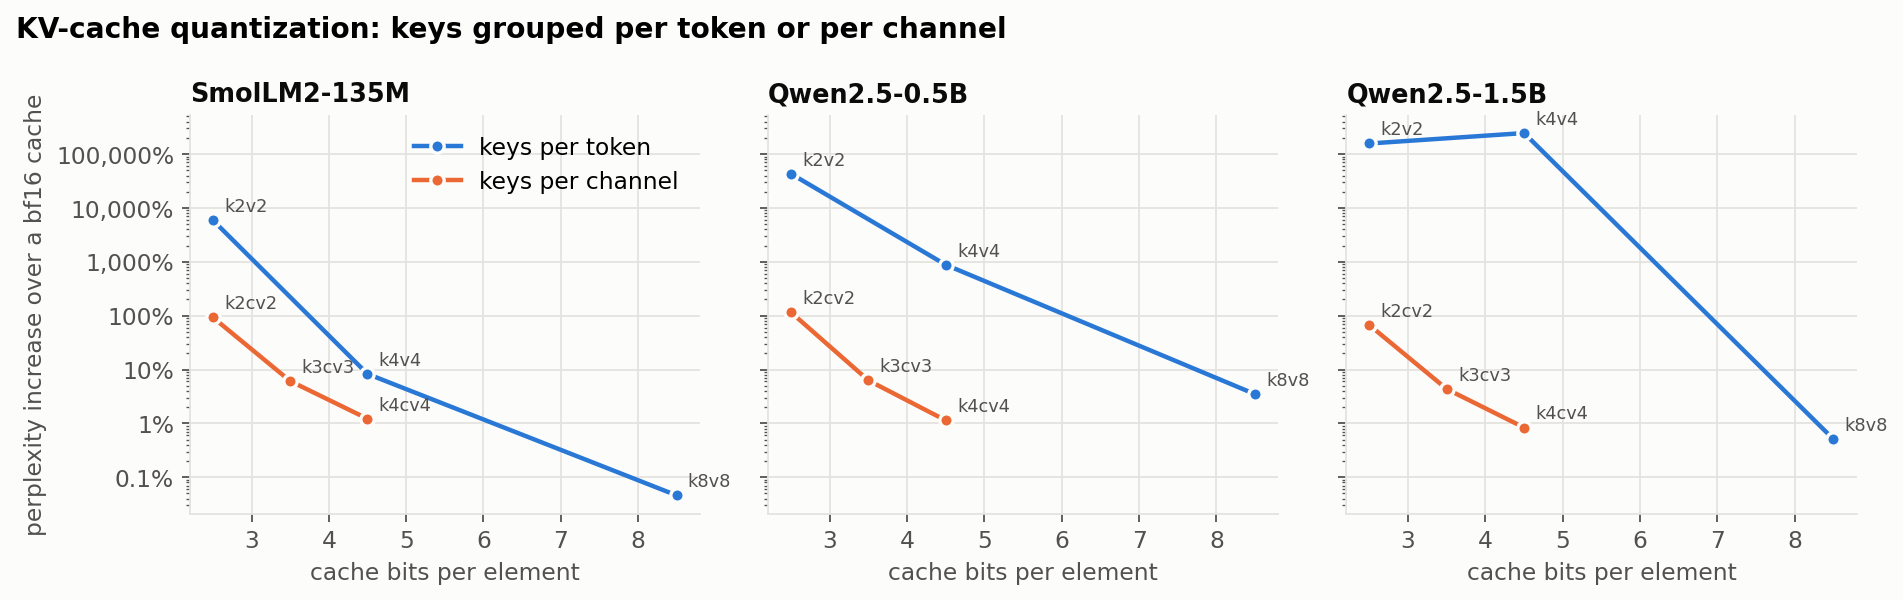 KV-cache quantization: keys grouped per token or per channel
perplexity increase over a bf16 cache
SmolLM2-135M
100,000%
10,000%
1,000%
100%
10%
1%
0.1%
keys per token
keys per channel
k2v2
k2cv2
k3cv3
k4v4
k4cv4
k8v8
3 4 5 6 7 8
cache bits per element
Qwen2.5-0.5B
k2v2
k4v4
k2cv2
k3cv3
k8v8
k4cv4
3 4 5 6 7 8
cache bits per element
Qwen2.5-1.5B
k2v2
k4v4
k2cv2
k3cv3
k4cv4
k8v8
3 4 5 6 7 8
cache bits per element